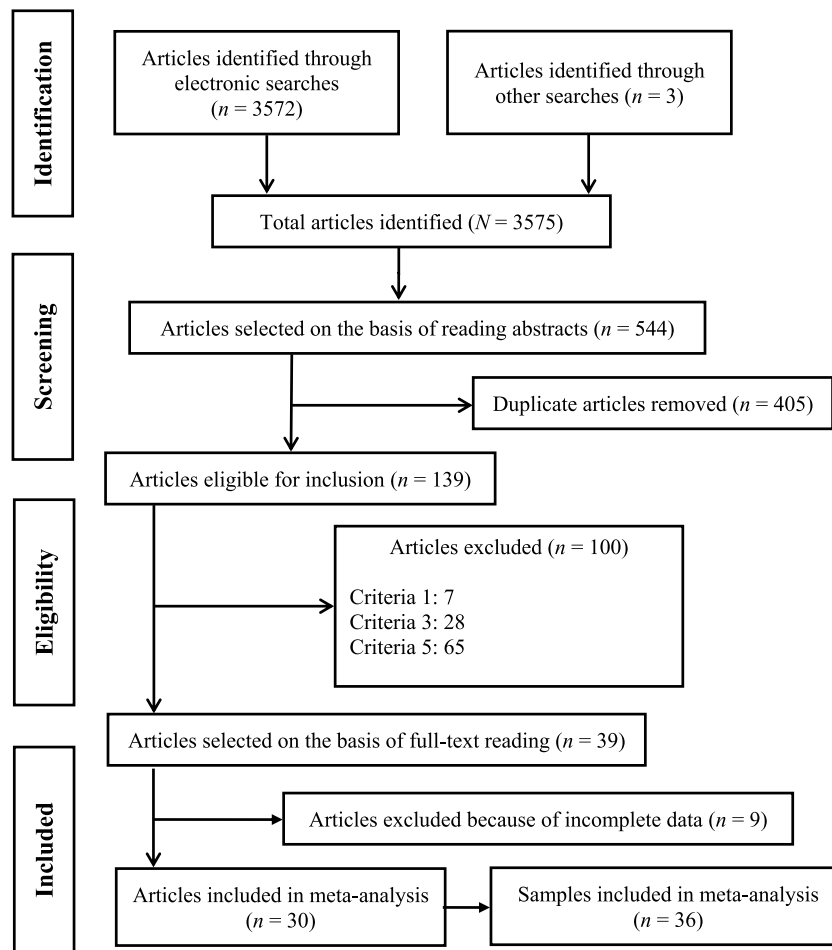 Identification
Articles identified through
electronic searches
(n = 3572)
Articles identified through
other searches (n = 3)
Total articles identified (N = 3575)
Screening
Articles selected on the basis of reading abstracts (n = 544)
Duplicate articles removed (n = 405)
Articles eligible for inclusion (n = 139)
Eligibility
Articles excluded (n = 100)
Criteria 1: 7
Criteria 3: 28
Criteria 5: 65
Articles selected on the basis of full-text reading (n = 39)
Included
Articles excluded because of incomplete data (n = 9)
Articles included in meta-analysis
(n = 30)
Samples included in meta-analysis
(n = 36)